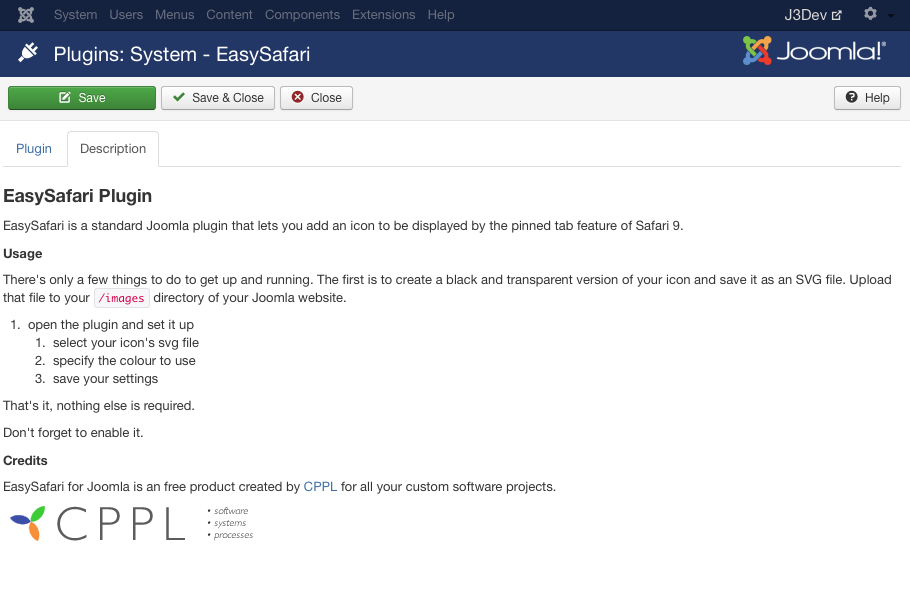 System Users Menus Content Components Extensions Help J3Dev
Plugins: System - EasySafari Joomla!®
Save Save & Close Close Help
Plugin Description
EasySafari Plugin
EasySafari is a standard Joomla plugin that lets you add an icon to be displayed by the pinned tab feature of Safari 9.
Usage
There's only a few things to do to get up and running. The first is to create a black and transparent version of your icon and save it as an SVG file. Upload
that file to your /images directory of your Joomla website.
1. open the plugin and set it up
1. select your icon's svg file
2. specify the colour to use
3. save your settings
That's it, nothing else is required.
Don't forget to enable it.
Credits
EasySafari for Joomla is an free product created by CPPL for all your custom software projects.
CPPL
• software
• systems
• processes